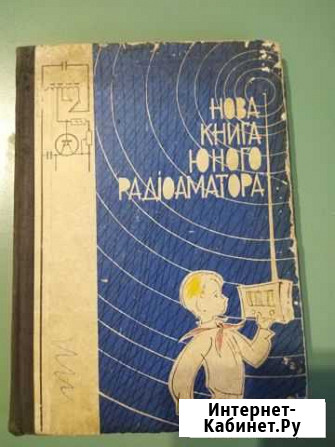 НОВА
КНИГА
ЮНОГО
РАДІОАМАТОРА
Интернет-
Кабинет.Ру